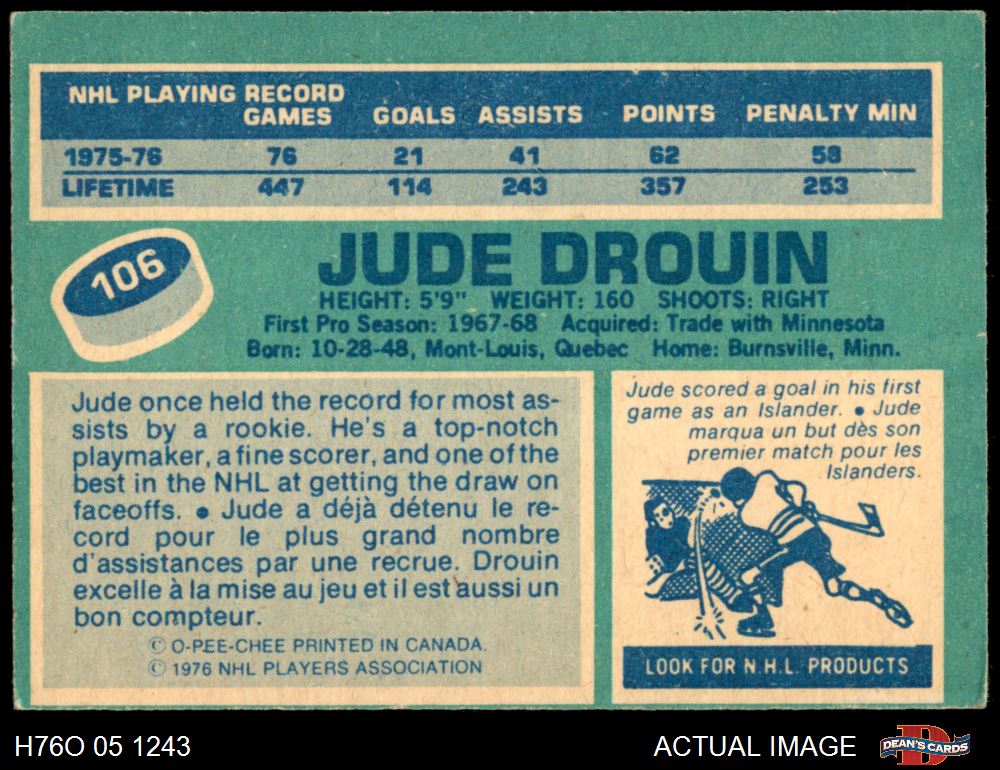 NHL PLAYING RECORD
GAMES GOALS ASSISTS POINTS PENALTY MIN
1975-76 76 21 41 62 58
LIFETIME 447 114 243 357 253
106
JUDE DROUIN
HEIGHT: 5'9" WEIGHT: 160 SHOOTS: RIGHT
First Pro Season: 1967-68 Acquired: Trade with Minnesota
Born: 10-28-48, Mont-Louis, Quebec Home: Burnsville, Minn.
Jude once held the record for most as-
sists by a rookie. He's a top-notch
playmaker, a fine scorer, and one of the
best in the NHL at getting the draw on
faceoffs. • Jude a déjà détenu le re-
cord pour le plus grand nombre
d'assistances par une recrue. Drouin
excelle à la mise au jeu et il est aussi un
bon compteur.
© O-PEE-CHEE PRINTED IN CANADA.
© 1976 NHL PLAYERS ASSOCIATION
Jude scored a goal in his first
game as an Islander. • Jude
marqua un but dès son
premier match pour les
Islanders.
LOOK FOR N.H.L. PRODUCTS
H76O 05 1243
ACTUAL IMAGE
DEAN'S CARDS